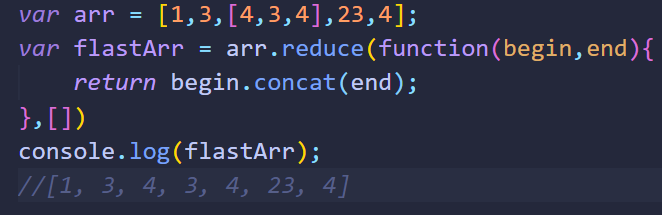 var arr = [1,3,[4,3,4],23,4];
var flastArr = arr.reduce(function(begin,end){
    return begin.concat(end);
},[])
console.log(flastArr);
//[1, 3, 4, 3, 4, 23, 4]